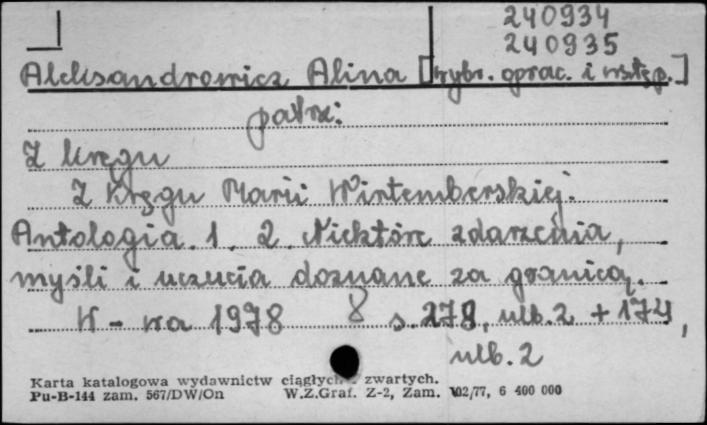 240934
240935
Aleksandrowicz Alina [wybr. oprac. i wstęp.]
patrz:
Z kręgu
Z Kręgu Marii Wirtemberskiej.
Antologia. 1. 2. Niektóre zdarzenia,
myśli i uczucia doznane za granicą.
W-wa 1978 8 s. 278, nlb. 2 + 174,
nlb. 2
Karta katalogowa wydawnictw ciągłych zwartych.
Pu-B-144 zam. 567/DW/On W.Z.Graf. Z-2, Zam. 102/77, 6 400 000